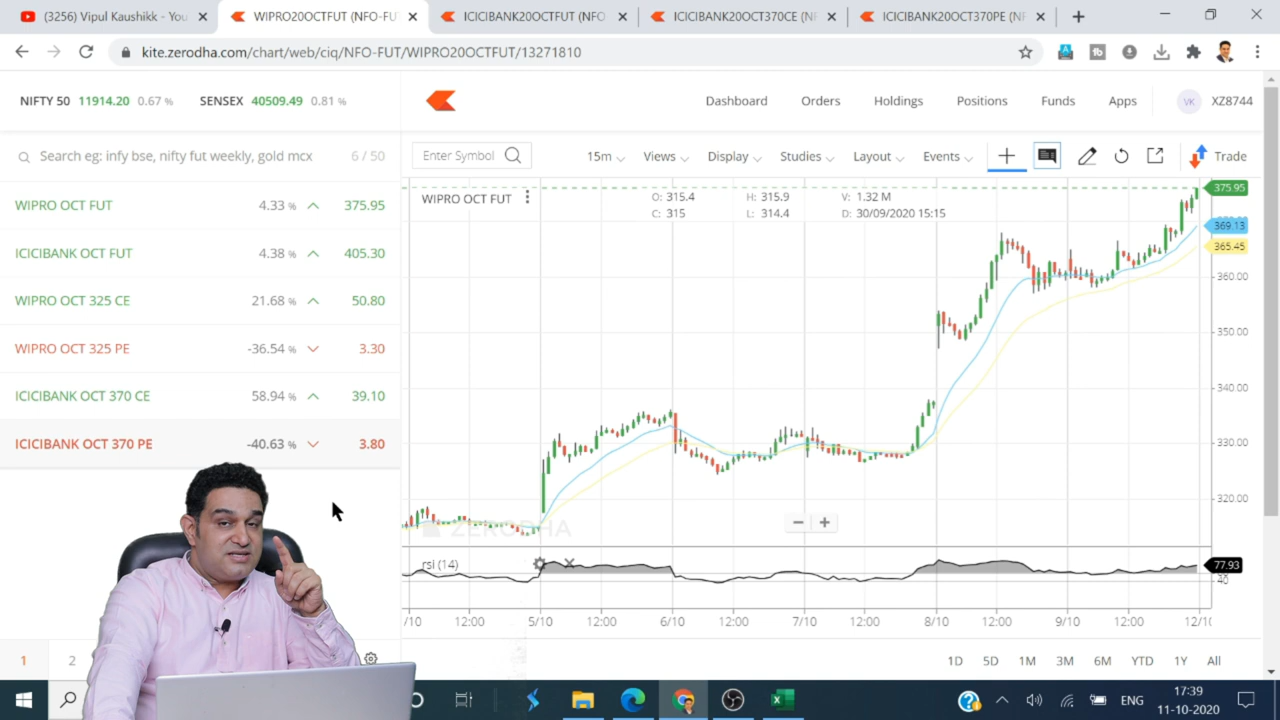 (3256) Vipul Kaushikk - You
WIPRO20OCTFUT (NFO-FU
ICICIBANK20OCTFUT (NFO
ICICIBANK20OCT370CE (NF
ICICIBANK20OCT370PE (NF
kite.zerodha.com/chart/web/ciq/NFO-FUT/WIPRO20OCTFUT/13271810
NIFTY 50 11914.20 0.67 % SENSEX 40509.49 0.81 %
Dashboard Orders Holdings Positions Funds Apps VK XZ8744
Search eg: infy bse, nifty fut weekly, gold mcx 6 / 50
Enter Symbol 15m Views Display Studies Layout Events Trade
WIPRO OCT FUT 4.33 % 375.95
ICICIBANK OCT FUT 4.38 % 405.30
WIPRO OCT 325 CE 21.68 % 50.80
WIPRO OCT 325 PE -36.54 % 3.30
ICICIBANK OCT 370 CE 58.94 % 39.10
ICICIBANK OCT 370 PE -40.63 % 3.80
1 2
WIPRO OCT FUT
O: 315.4 H: 315.9 V: 1.32 M
C: 315 L: 314.4 D: 30/09/2020 15:15
375.95
369.13
365.45
360.00
350.00
340.00
330.00
320.00
ZERODHA
rsi (14)
77.93
40
/10 12:00 5/10 12:00 6/10 12:00 7/10 12:00 8/10 12:00 9/10 12:00 12/1
1D 5D 1M 3M 6M YTD 1Y All
ENG
17:39
11-10-2020